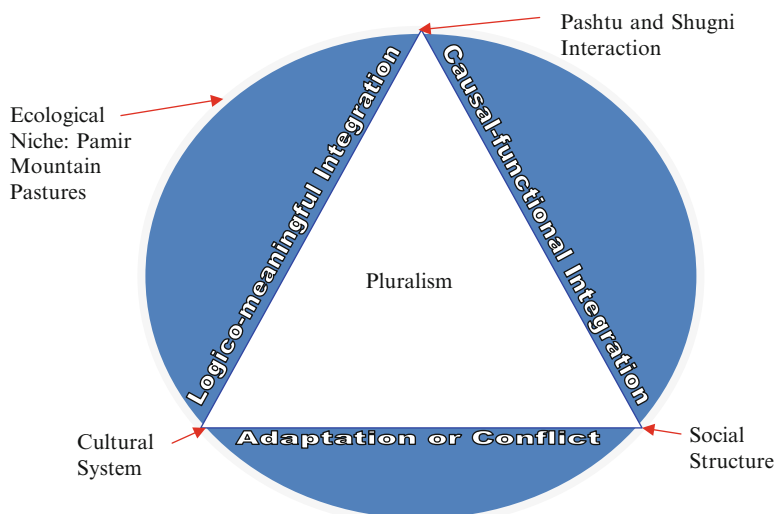 Pashtu and Shugni
Interaction
Ecological
Niche: Pamir
Mountain
Pastures
Logico-meaningful Integration
Causal-functional Integration
Pluralism
Cultural
System
Adaptation or Conflict
Social
Structure